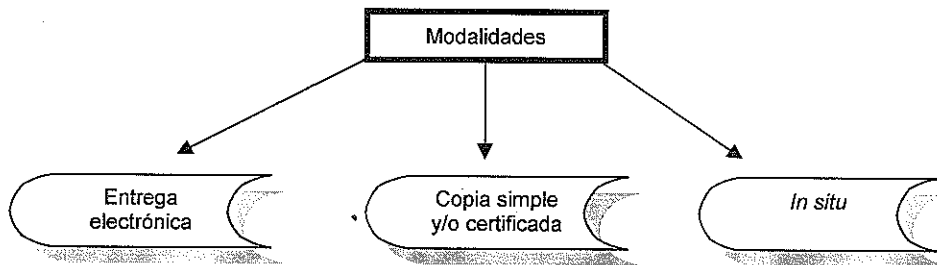 Modalidades
Entrega
electrónica
Copia simple
y/o certificada
In situ